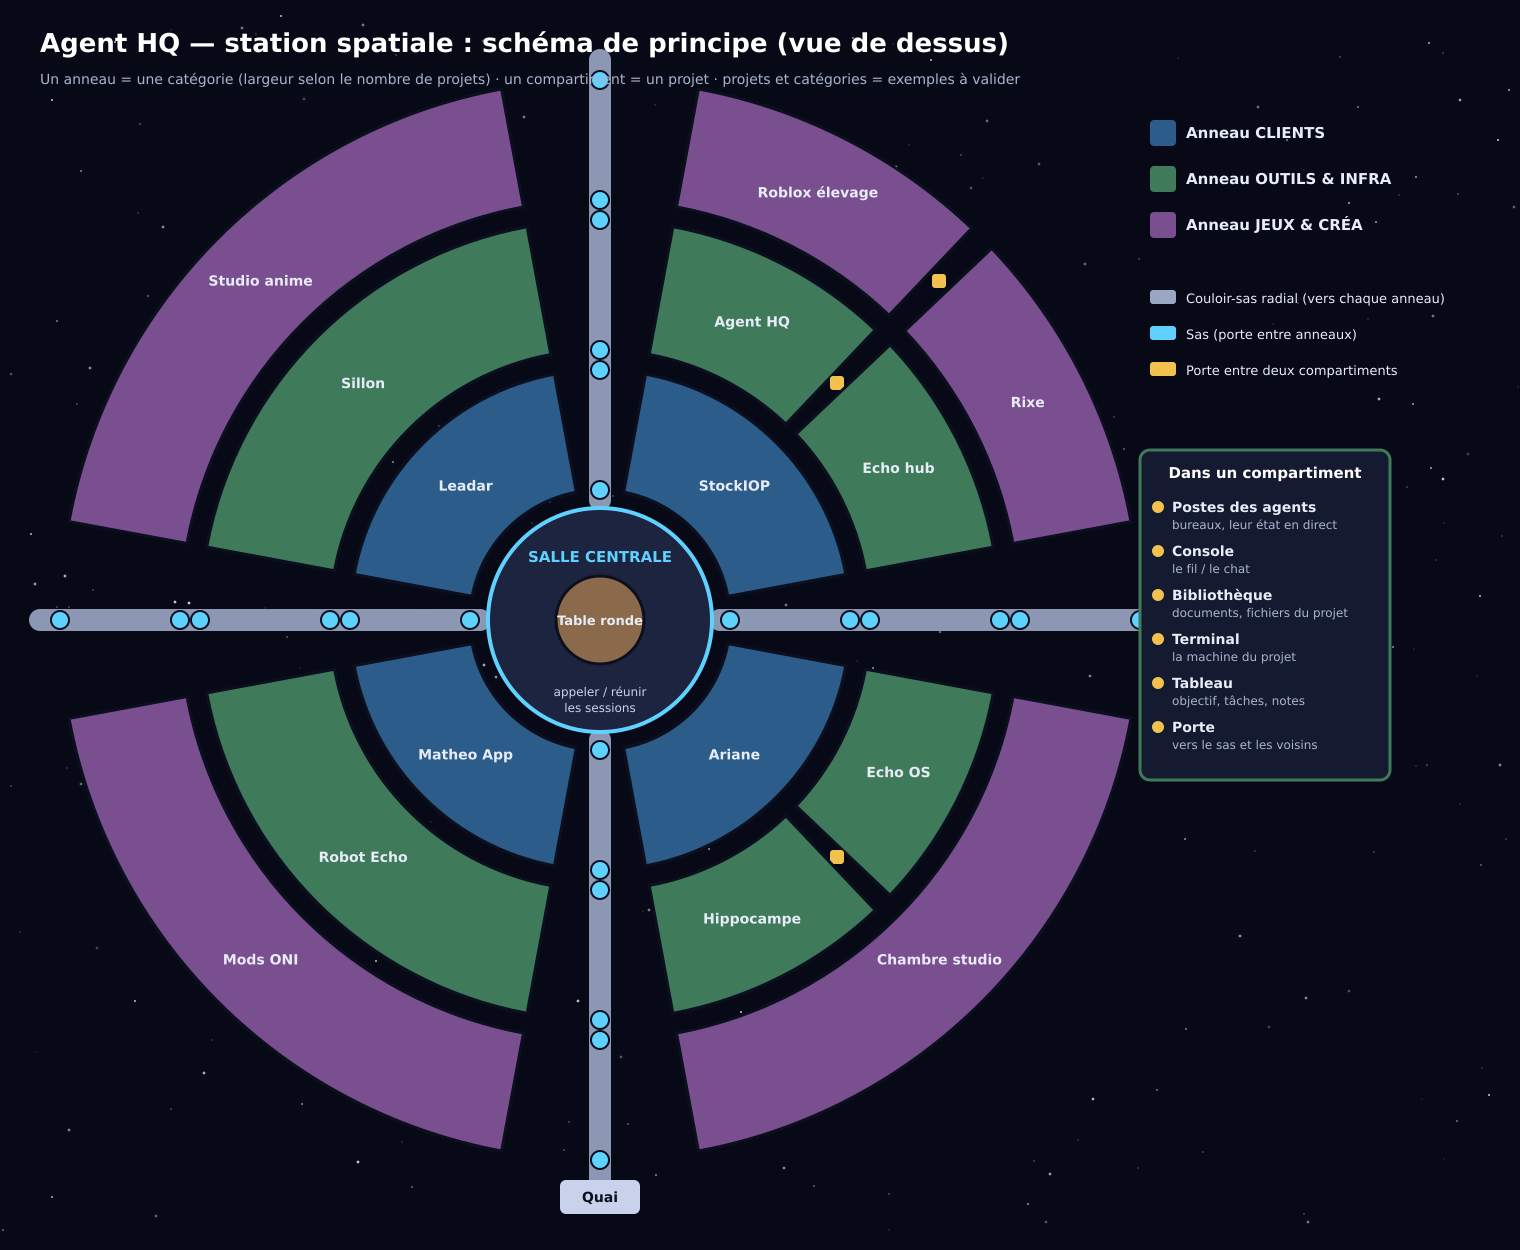 Agent HQ — station spatiale : schéma de principe (vue de dessus)
Un anneau = une catégorie (largeur selon le nombre de projets) · un compartiment = un projet · projets et catégories = exemples à valider
Anneau CLIENTS
Anneau OUTILS & INFRA
Anneau JEUX & CRÉA
Couloir-sas radial (vers chaque anneau)
Sas (porte entre anneaux)
Porte entre deux compartiments
Roblox élevage
Studio anime
Agent HQ
Sillon
Rixe
Echo hub
Leadar
StockIOP
SALLE CENTRALE
Table ronde
appeler / réunir
les sessions
Matheo App
Ariane
Echo OS
Robot Echo
Hippocampe
Mods ONI
Chambre studio
Quai
Dans un compartiment
Postes des agents
bureaux, leur état en direct
Console
le fil / le chat
Bibliothèque
documents, fichiers du projet
Terminal
la machine du projet
Tableau
objectif, tâches, notes
Porte
vers le sas et les voisins